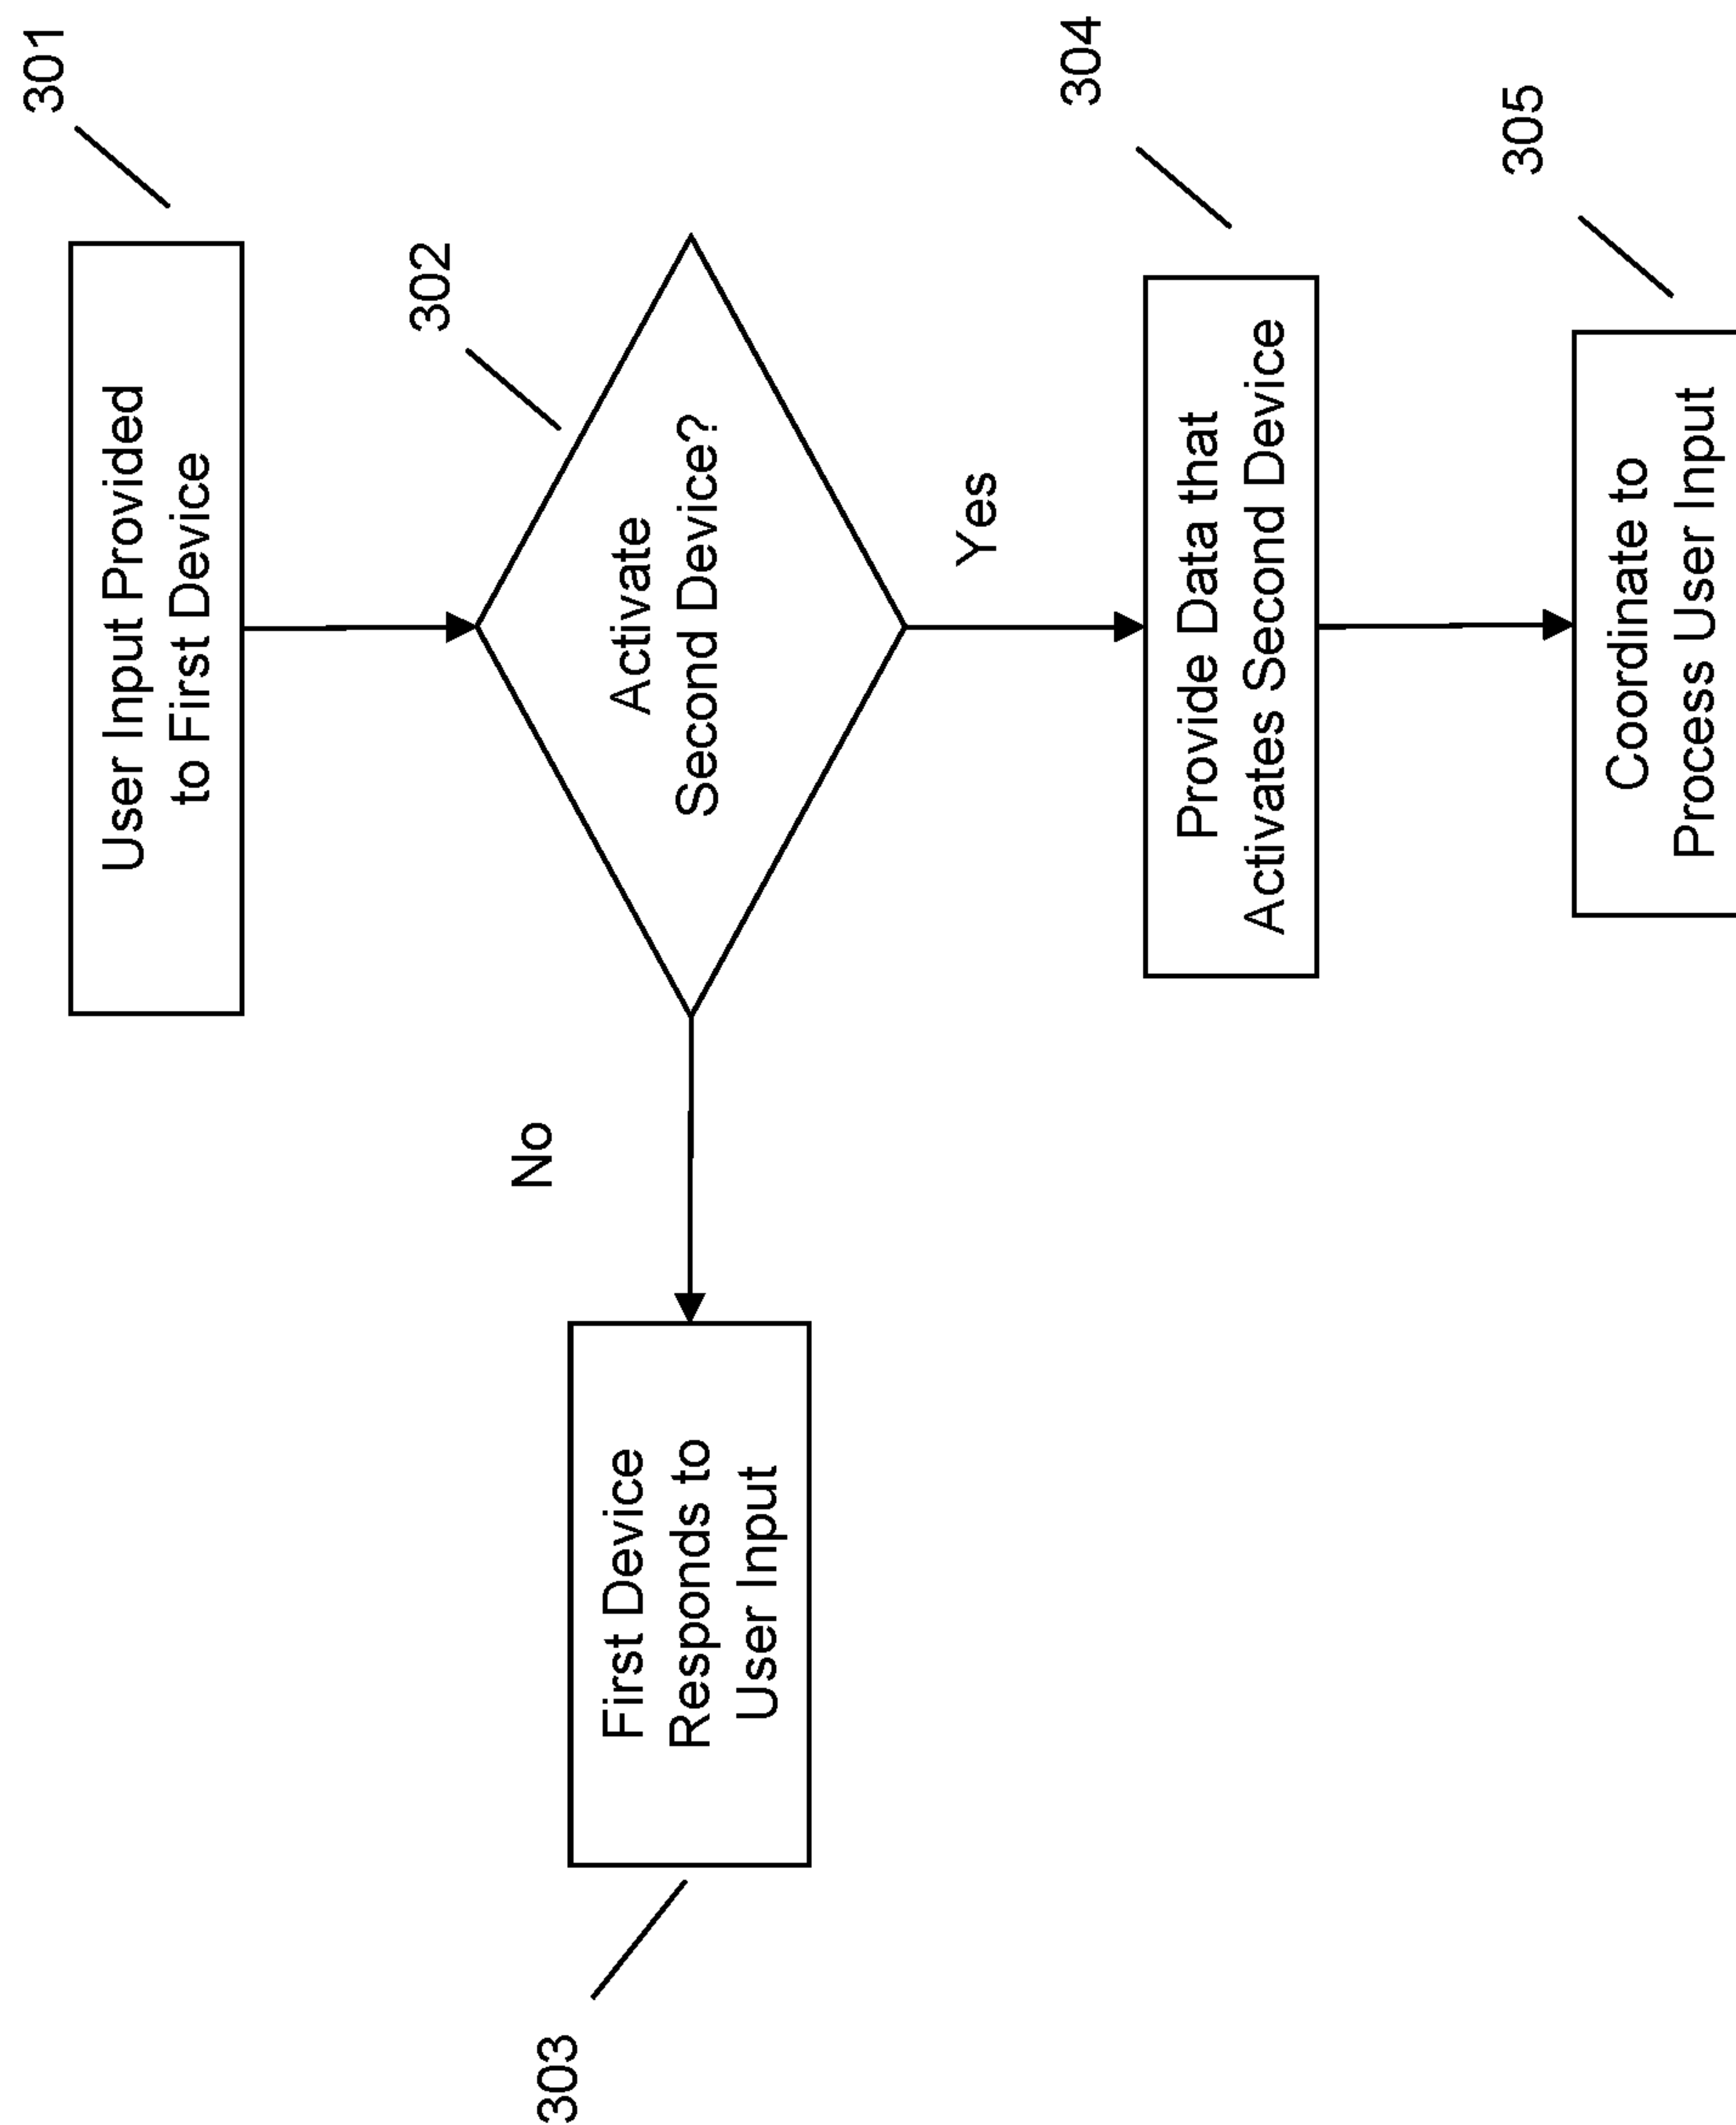 301
User Input Provided
to First Device
302
Activate
Second Device?
No
303
First Device
Responds to
User Input
Yes
304
Provide Data that
Activates Second Device
305
Coordinate to
Process User Input